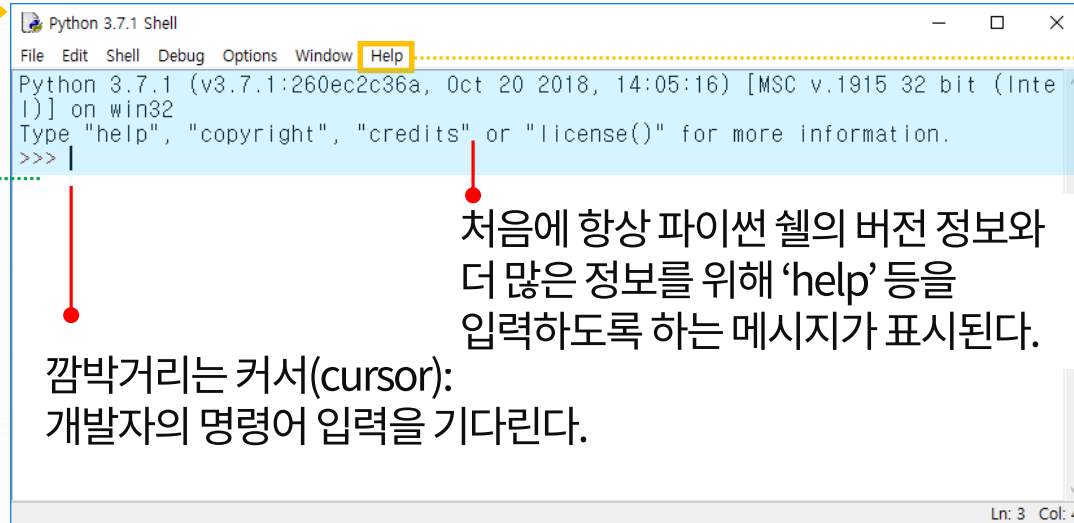 Python 3.7.1 Shell
File Edit Shell Debug Options Window Help
Python 3.7.1 (v3.7.1:260ec2c36a, Oct 20 2018, 14:05:16) [MSC v.1915 32 bit (Inte
l)] on win32
Type "help", "copyright", "credits" or "license()" for more information.
>>>
처음에 항상 파이썬 쉘의 버전 정보와
더 많은 정보를 위해 ‘help’ 등을
입력하도록 하는 메시지가 표시된다.
깜박거리는 커서(cursor):
개발자의 명령어 입력을 기다린다.
Ln: 3 Col: 4